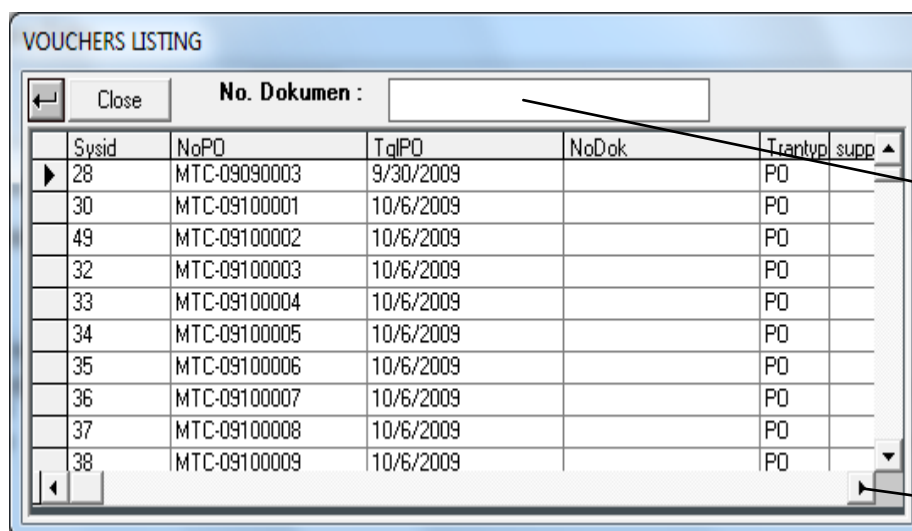 VOUCHERS LISTING
Close No. Dokumen :
Sysid NoPO TglPO NoDok Trantyp supp
28 MTC-09090003 9/30/2009 PO
30 MTC-09100001 10/6/2009 PO
49 MTC-09100002 10/6/2009 PO
32 MTC-09100003 10/6/2009 PO
33 MTC-09100004 10/6/2009 PO
34 MTC-09100005 10/6/2009 PO
35 MTC-09100006 10/6/2009 PO
36 MTC-09100007 10/6/2009 PO
37 MTC-09100008 10/6/2009 PO
38 MTC-09100009 10/6/2009 PO